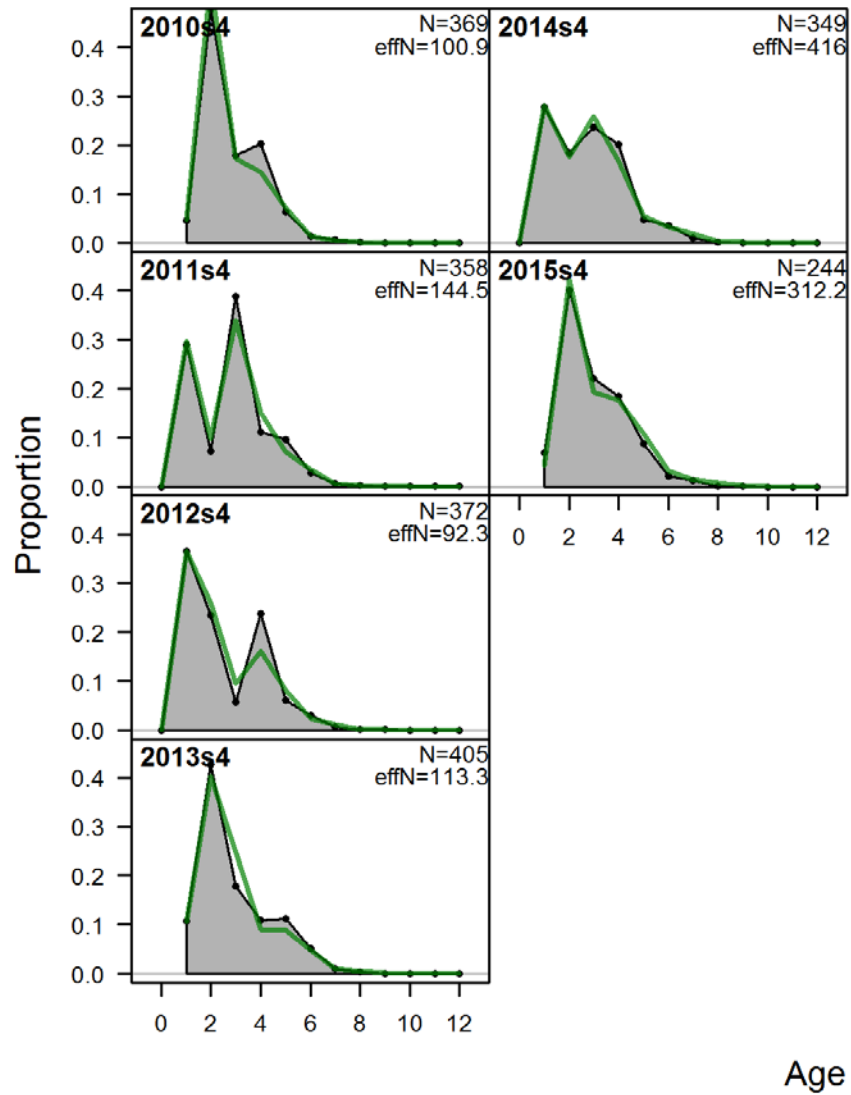 2010s4
N=369
effN=100.9
0.4
0.3
0.2
0.1
0.0
2014s4
N=349
effN=416
2011s4
N=358
effN=144.5
0.4
0.3
0.2
0.1
0.0
2015s4
N=244
effN=312.2
0 2 4 6 8 10 12
2012s4
N=372
effN=92.3
0.4
0.3
0.2
0.1
0.0
2013s4
N=405
effN=113.3
0.4
0.3
0.2
0.1
0.0
0 2 4 6 8 10 12
Proportion
Age